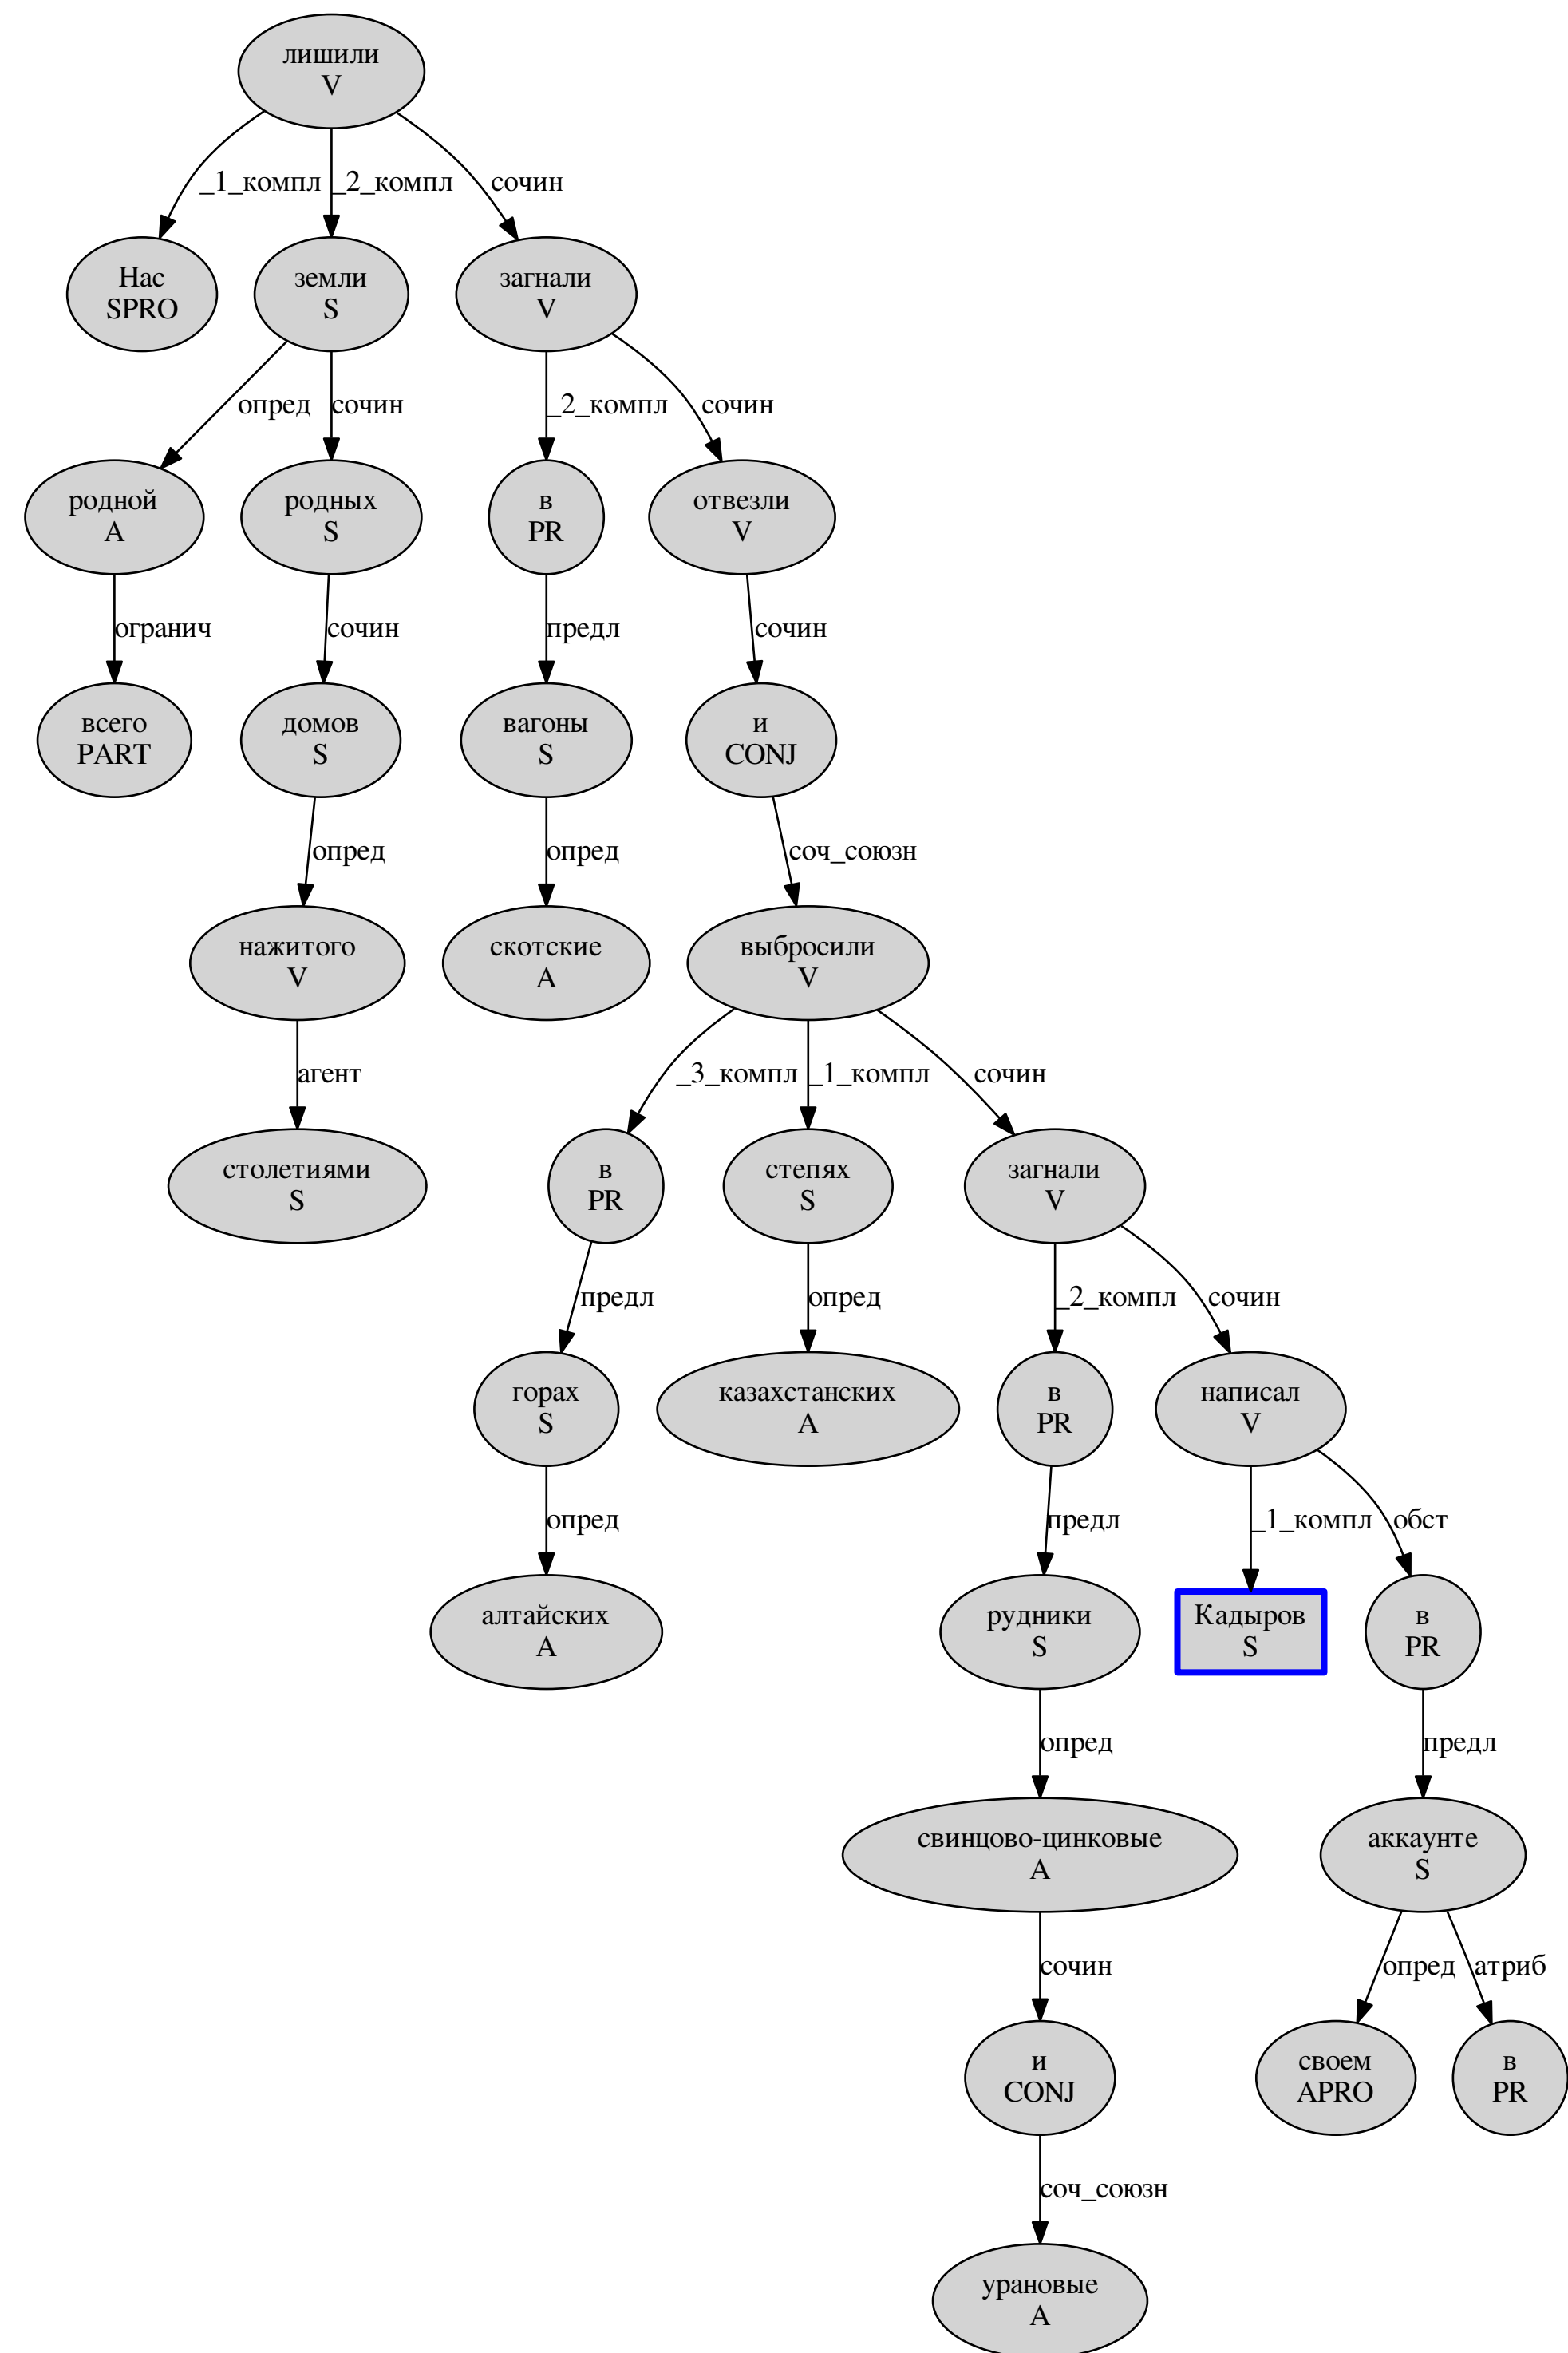 лишили
V
_1_компл
_2_компл
сочин
Нас
SPRO
земли
S
загнали
V
опред
сочин
_2_компл
сочин
родной
A
родных
S
в
PR
отвезли
V
огранич
сочин
предл
сочин
всего
PART
домов
S
вагоны
S
и
CONJ
опред
опред
соч_союзн
нажитого
V
скотские
A
выбросили
V
агент
_3_компл
_1_компл
сочин
столетиями
S
в
PR
степях
S
загнали
V
предл
опред
_2_компл
сочин
горах
S
казахстанских
A
в
PR
написал
V
опред
предл
_1_компл
обст
алтайских
A
рудники
S
Кадыров
S
в
PR
опред
предл
свинцово-цинковые
A
аккаунте
S
сочин
опред
атриб
и
CONJ
своем
APRO
в
PR
соч_союзн
урановые
A